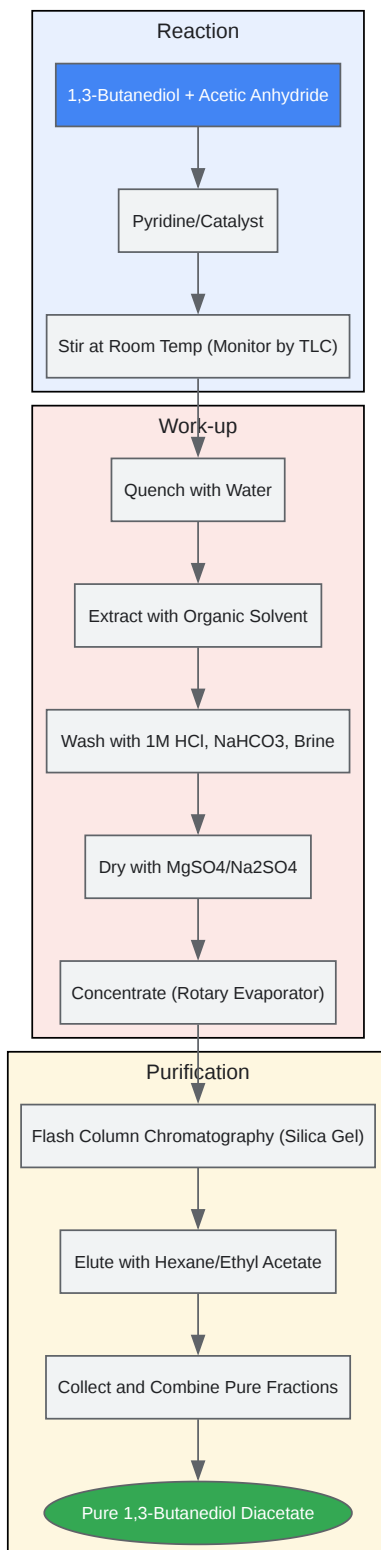 Reaction
1,3-Butanediol + Acetic Anhydride
Pyridine/Catalyst
Stir at Room Temp (Monitor by TLC)
Work-up
Quench with Water
Extract with Organic Solvent
Wash with 1M HCl, NaHCO3, Brine
Dry with MgSO4/Na2SO4
Concentrate (Rotary Evaporator)
Purification
Flash Column Chromatography (Silica Gel)
Elute with Hexane/Ethyl Acetate
Collect and Combine Pure Fractions
Pure 1,3-Butanediol Diacetate